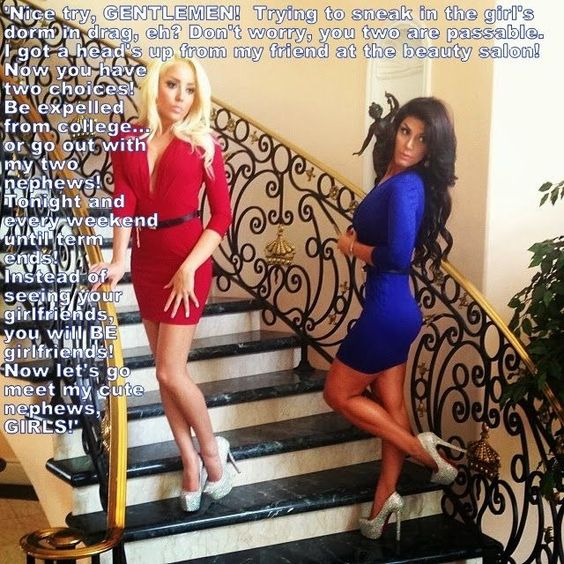 'Nice try, GENTLEMEN!  Trying to sneak in the girl's
dorm in drag, eh? Don't worry, you two are passable.
I got a head's up from my friend at the beauty salon!
Now you have
two choices!
Be expelled
from college...
or go out with
my two
nephews!
Tonight and
every weekend
until term
ends!
Instead of
seeing your
girlfriends,
you will BE
girlfriends!
Now let's go
meet my cute
nephews,
GIRLS!'